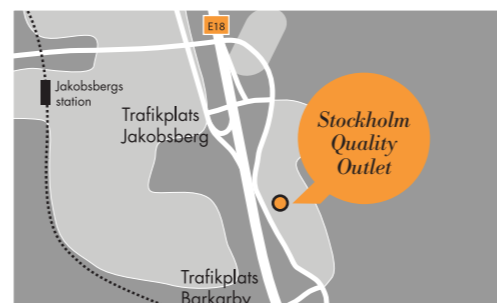 E18
Jakobsbergs
station
Trafikplats
Jakobsberg
Stockholm
Quality
Outlet
Trafikplats
Barkarby